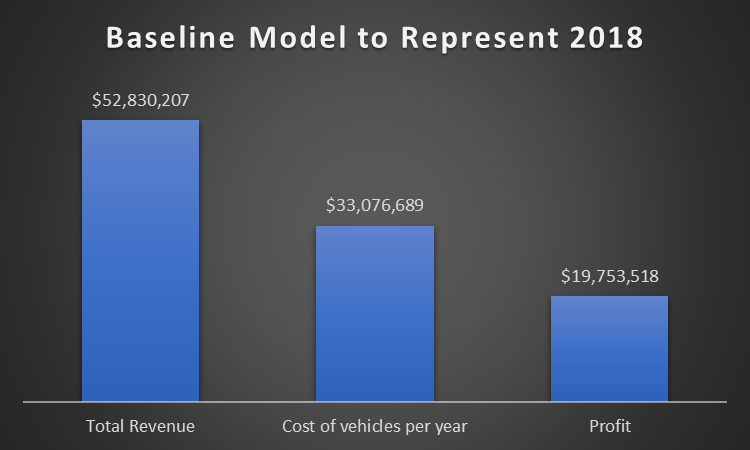 Baseline Model to Represent 2018
$52,830,207
$33,076,689
$19,753,518
Total Revenue
Cost of vehicles per year
Profit